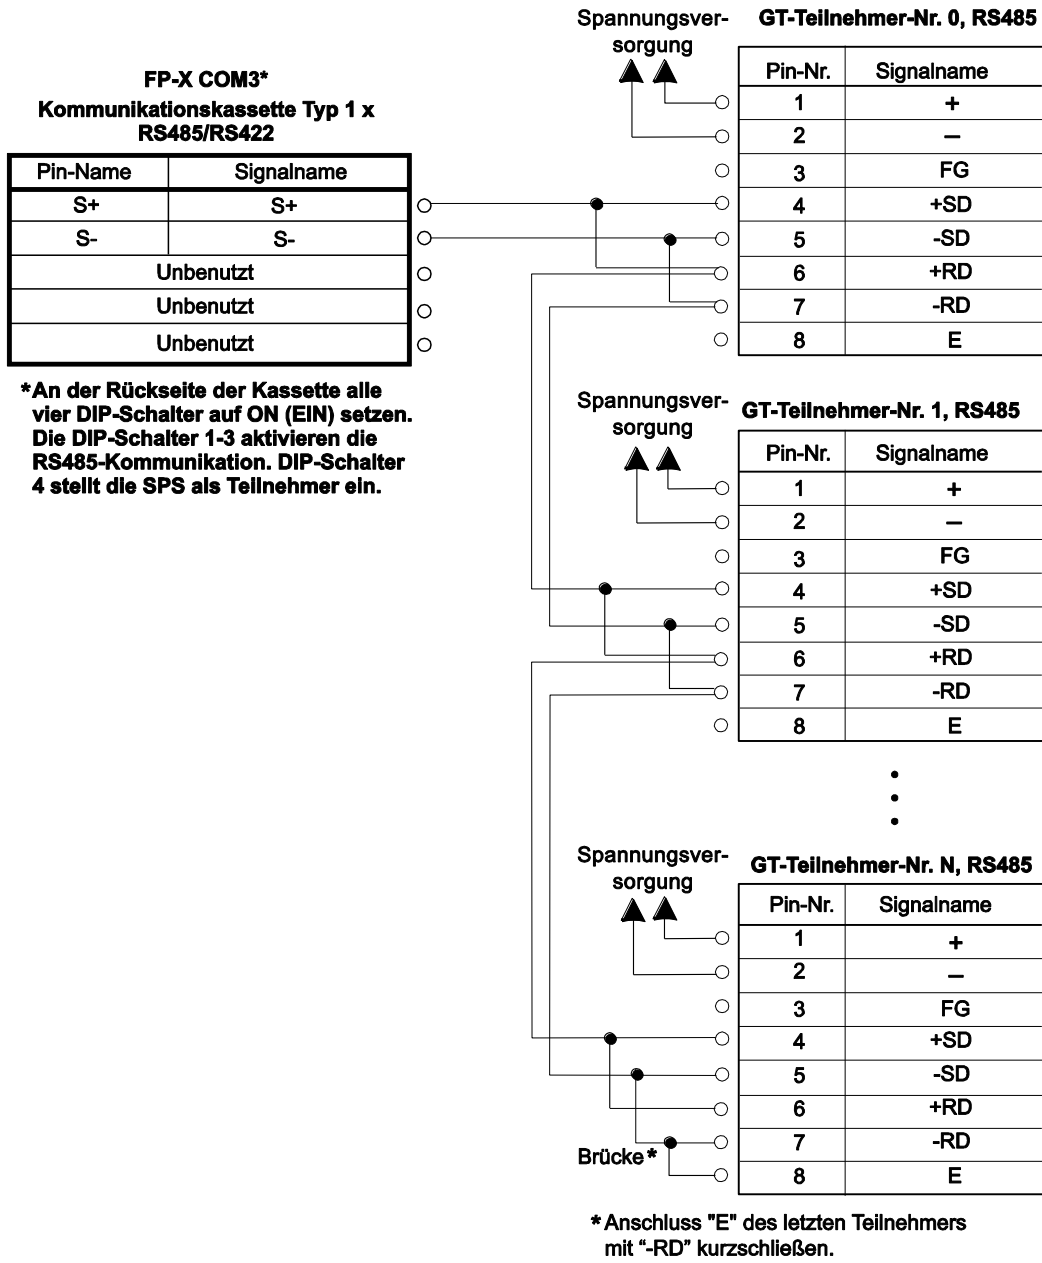 FP-X COM3*
Kommunikationskassette Typ 1 x
RS485/RS422
Pin-Name Signalname
S+ S+
S- S-
Unbenutzt
Unbenutzt
Unbenutzt
*An der Rückseite der Kassette alle
vier DIP-Schalter auf ON (EIN) setzen.
Die DIP-Schalter 1-3 aktivieren die
RS485-Kommunikation. DIP-Schalter
4 stellt die SPS als Teilnehmer ein.
Spannungsver-
sorgung
GT-Teilnehmer-Nr. 0, RS485
Pin-Nr. Signalname
1 +
2 –
3 FG
4 +SD
5 -SD
6 +RD
7 -RD
8 E
Spannungsver-
sorgung
GT-Teilnehmer-Nr. 1, RS485
Pin-Nr. Signalname
1 +
2 –
3 FG
4 +SD
5 -SD
6 +RD
7 -RD
8 E
Spannungsver-
sorgung
GT-Teilnehmer-Nr. N, RS485
Pin-Nr. Signalname
1 +
2 –
3 FG
4 +SD
5 -SD
6 +RD
7 -RD
8 E
Brücke*
*Anschluss "E" des letzten Teilnehmers
mit “-RD” kurzschließen.